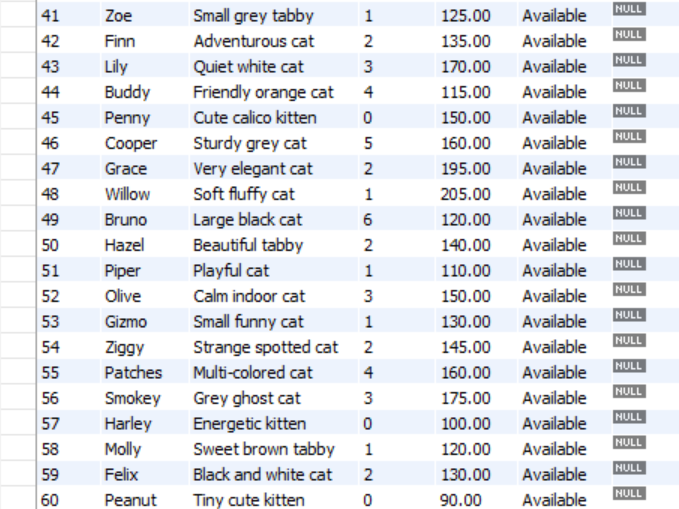 41 Zoe Small grey tabby 1 125.00 Available NULL
42 Finn Adventurous cat 2 135.00 Available NULL
43 Lily Quiet white cat 3 170.00 Available NULL
44 Buddy Friendly orange cat 4 115.00 Available NULL
45 Penny Cute calico kitten 0 150.00 Available NULL
46 Cooper Sturdy grey cat 5 160.00 Available NULL
47 Grace Very elegant cat 2 195.00 Available NULL
48 Willow Soft fluffy cat 1 205.00 Available NULL
49 Bruno Large black cat 6 120.00 Available NULL
50 Hazel Beautiful tabby 2 140.00 Available NULL
51 Piper Playful cat 1 110.00 Available NULL
52 Olive Calm indoor cat 3 150.00 Available NULL
53 Gizmo Small funny cat 1 130.00 Available NULL
54 Ziggy Strange spotted cat 2 145.00 Available NULL
55 Patches Multi-colored cat 4 160.00 Available NULL
56 Smokey Grey ghost cat 3 175.00 Available NULL
57 Harley Energetic kitten 0 100.00 Available NULL
58 Molly Sweet brown tabby 1 120.00 Available NULL
59 Felix Black and white cat 2 130.00 Available NULL
60 Peanut Tiny cute kitten 0 90.00 Available NULL